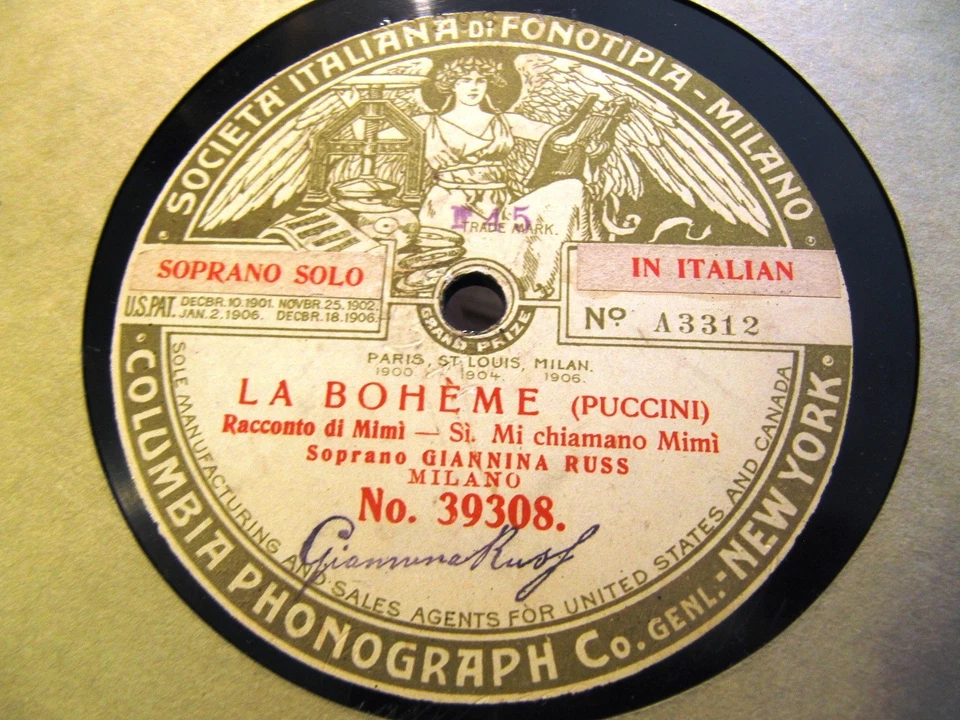 SOCIETA' ITALIANA DI FONOTIPIA - MILANO
45
TRADE MARK.
SOPRANO SOLO
IN ITALIAN
U.S.PAT. DECBR.10.1901. NOVBR.25.1902.
JAN.2.1906. DECBR.18.1906.
No A3312
GRAND PRIZE
PARIS, ST LOUIS, MILAN.
1900. 1904. 1906.
LA BOHÈME (PUCCINI)
Racconto di Mimì — Sì. Mi chiamano Mimì
Soprano GIANNINA RUSS
MILANO
No. 39308.
Giannina Russ
SOLE MANUFACTURING AND SALES AGENTS FOR UNITED STATES AND CANADA
COLUMBIA PHONOGRAPH Co. GENL.-NEW YORK